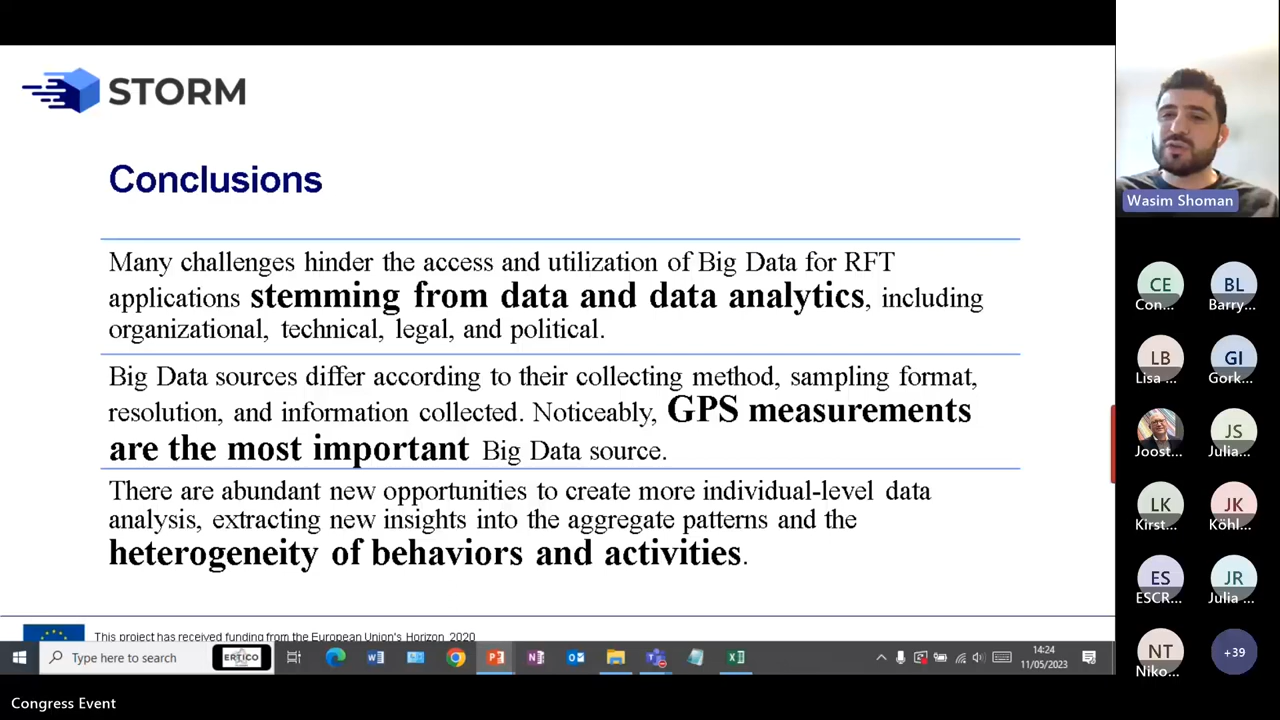 STORM
Conclusions
Many challenges hinder the access and utilization of Big Data for RFT
applications stemming from data and data analytics, including
organizational, technical, legal, and political.
Big Data sources differ according to their collecting method, sampling format,
resolution, and information collected. Noticeably, GPS measurements
are the most important Big Data source.
There are abundant new opportunities to create more individual-level data
analysis, extracting new insights into the aggregate patterns and the
heterogeneity of behaviors and activities.
This project has received funding from the European Union's Horizon 2020
Type here to search
ERTICO
14:24
11/05/2023
Congress Event
Wasim Shoman
CE
BL
Con...
Barry...
LB
GI
Lisa ...
Gork...
JS
Joost...
Julia...
LK
JK
Kirst...
Köhl...
ES
JR
ESCR...
Julia ...
NT
+39
Niko...